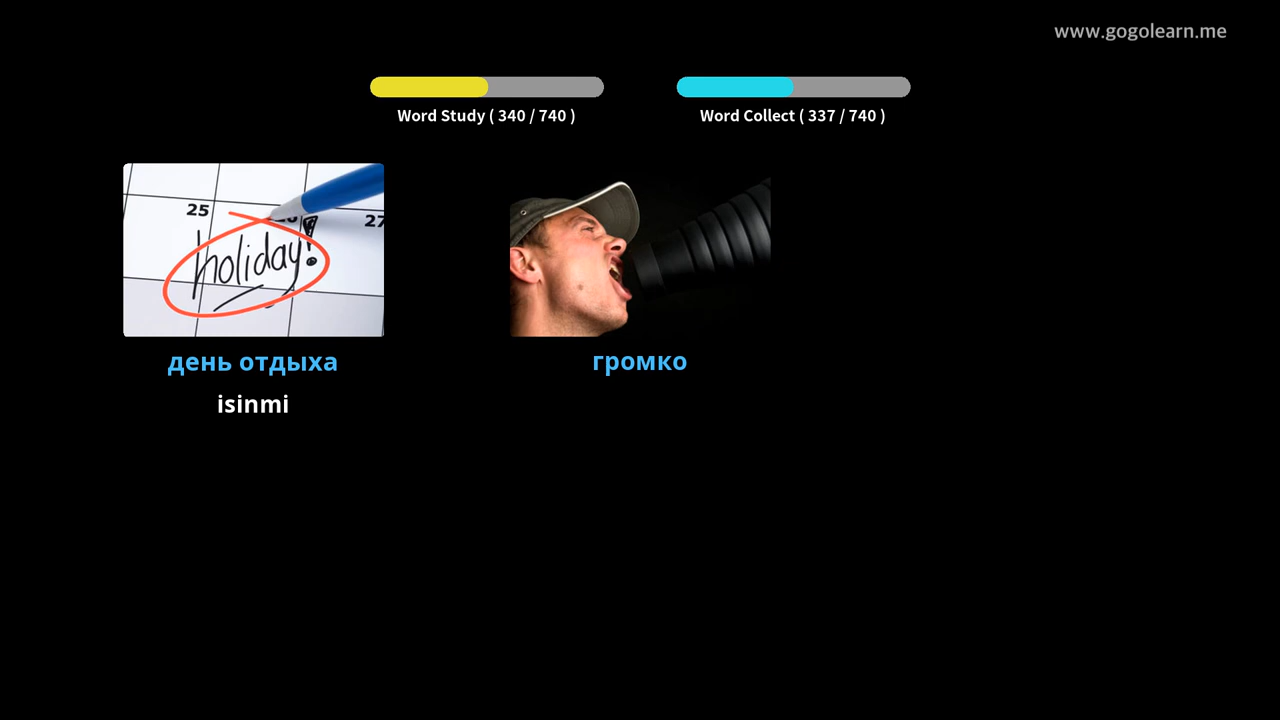 www.gogolearn.me
Word Study ( 340 / 740 )
Word Collect ( 337 / 740 )
25
27
holiday!
день отдыха
громко
isinmi